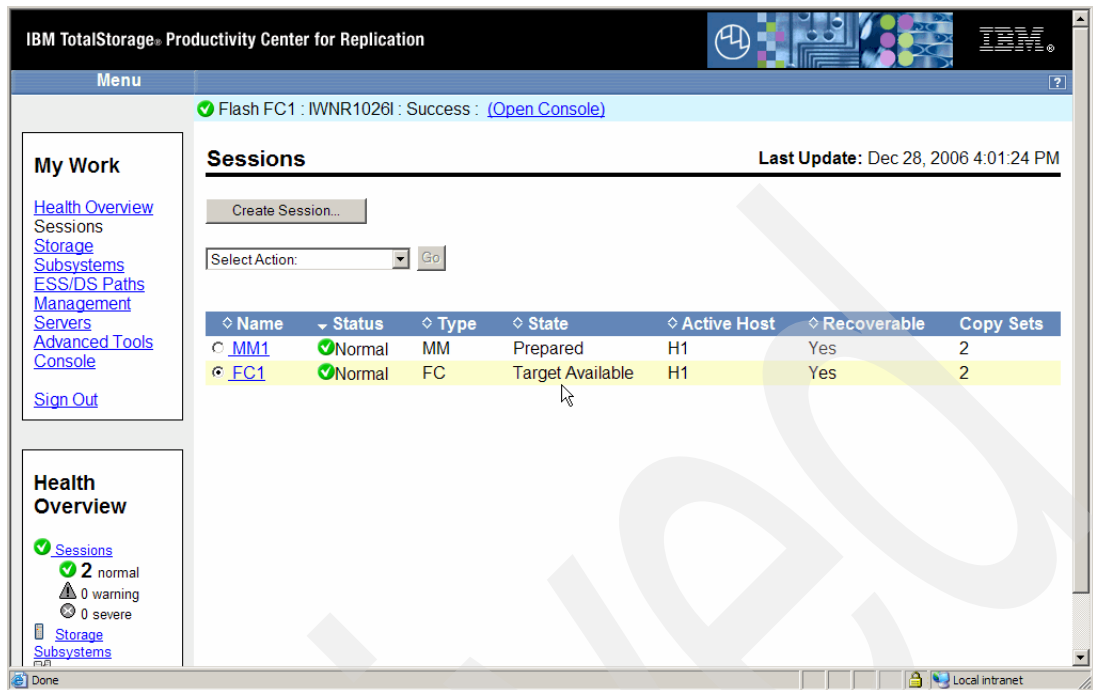 IBM TotalStorage® Productivity Center for Replication
IBM®
Menu
?
Flash FC1 : IWNR1026I : Success : (Open Console)
My Work
Health Overview
Sessions
Storage
Subsystems
ESS/DS Paths
Management
Servers
Advanced Tools
Console
Sign Out
Sessions
Last Update: Dec 28, 2006 4:01:24 PM
Create Session...
Select Action:
Go
Name Status Type State Active Host Recoverable Copy Sets
MM1 Normal MM Prepared H1 Yes 2
FC1 Normal FC Target Available H1 Yes 2
Health
Overview
Sessions
2 normal
0 warning
0 severe
Storage
Subsystems
Done
Local intranet